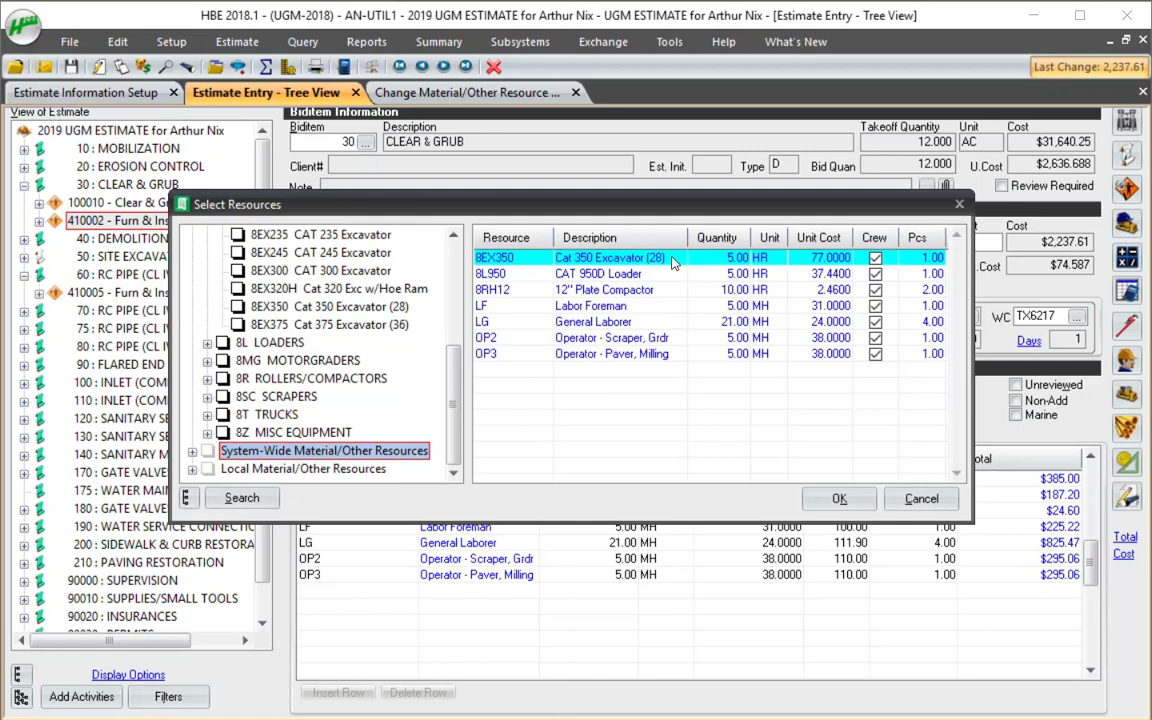 HBE 2018.1 - (UGM-2018) - AN-UTIL1 - 2019 UGM ESTIMATE for Arthur Nix - UGM ESTIMATE for Arthur Nix - [Estimate Entry - Tree View]
File Edit Setup Estimate Query Reports Summary Subsystems Exchange Tools Help What's New
Last Change: 2,237.61
Estimate Information Setup Estimate Entry - Tree View Change Material/Other Resource ...
View of Estimate
2019 UGM ESTIMATE for Arthur Nix
10 : MOBILIZATION
20 : EROSION CONTROL
30 : CLEAR & GRUB
100010 - Clear & G
410002 - Furn & Ins
40 : DEMOLITION
50 : SITE EXCAVA
60 : RC PIPE (CL I
410005 - Furn & Ins
70 : RC PIPE (CL I
75 : RC PIPE (CL I
80 : RC PIPE (CL I
90 : FLARED END
100 : INLET (COM
110 : INLET (COM
120 : SANITARY S
130 : SANITARY S
140 : SANITARY M
170 : GATE VALVE
175 : WATER MAI
180 : GATE VALVE
190 : WATER SERVICE CONNECTIC
200 : SIDEWALK & CURB RESTORA
210 : PAVING RESTORATION
90000 : SUPERVISION
90010 : SUPPLIES/SMALL TOOLS
90020 : INSURANCES
Display Options
Add Activities Filters
Biditem Information
Biditem Description Takeoff Quantity Unit Cost
30 ... CLEAR & GRUB 12.000 AC $31,640.25
Client# Est. Init. Type D Bid Quan 12.000 U.Cost $2,636.688
Note Review Required
Cost
$2,237.61
.Cost $74.587
WC TX6217 ...
Days 1
Unreviewed
Non-Add
Marine
Select Resources
8EX235 CAT 235 Excavator
8EX245 CAT 245 Excavator
8EX300 CAT 300 Excavator
8EX320H Cat 320 Exc w/Hoe Ram
8EX350 Cat 350 Excavator (28)
8EX375 Cat 375 Excavator (36)
8L LOADERS
8MG MOTORGRADERS
8R ROLLERS/COMPACTORS
8SC SCRAPERS
8T TRUCKS
8Z MISC EQUIPMENT
System-Wide Material/Other Resources
Local Material/Other Resources
Search
Resource Description Quantity Unit Unit Cost Crew Pcs
8EX350 Cat 350 Excavator (28) 5.00 HR 77.0000 1.00
8L950 CAT 950D Loader 5.00 HR 37.4400 1.00
8RH12 12" Plate Compactor 10.00 HR 2.4600 2.00
LF Labor Foreman 5.00 MH 31.0000 1.00
LG General Laborer 21.00 MH 24.0000 4.00
OP2 Operator - Scraper, Grdr 5.00 MH 38.0000 1.00
OP3 Operator - Paver, Milling 5.00 MH 38.0000 1.00
OK Cancel
otal
$385.00
$187.20
$24.60
LF Labor Foreman 5.00 MH 31.0000 100.00 1.00 $225.22
LG General Laborer 21.00 MH 24.0000 111.90 4.00 $825.47
OP2 Operator - Scraper, Grdr 5.00 MH 38.0000 110.00 1.00 $295.06
OP3 Operator - Paver, Milling 5.00 MH 38.0000 110.00 1.00 $295.06
Insert Row Delete Row
Total
Cost